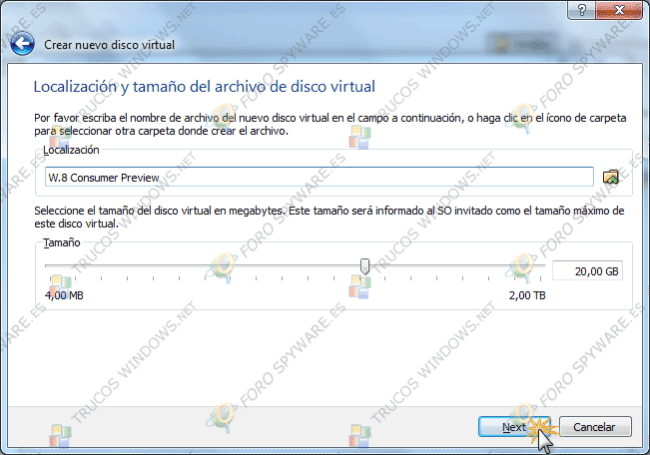 Crear nuevo disco virtual
Localización y tamaño del archivo de disco virtual
Por favor escriba el nombre de archivo del nuevo disco virtual en el campo a continuación, o haga clic en el ícono de carpeta
para seleccionar otra carpeta donde crear el archivo.
Localización
W.8 Consumer Preview
Seleccione el tamaño del disco virtual en megabytes. Este tamaño será informado al SO invitado como el tamaño máximo de
este disco virtual.
Tamaño
20,00 GB
4,00 MB
2,00 TB
Next
Cancelar
TRUCOS WINDOWS.NET
FORO SPYWARE.ES